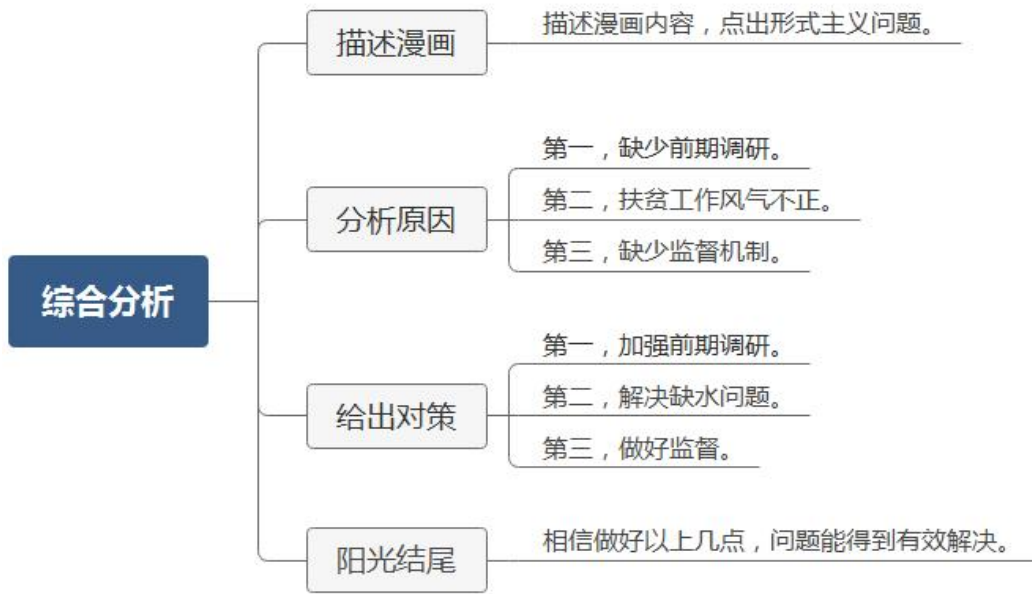 综合分析
描述漫画
描述漫画内容，点出形式主义问题。
分析原因
第一，缺少前期调研。
第二，扶贫工作风气不正。
第三，缺少监督机制。
给出对策
第一，加强前期调研。
第二，解决缺水问题。
第三，做好监督。
阳光结尾
相信做好以上几点，问题能得到有效解决。